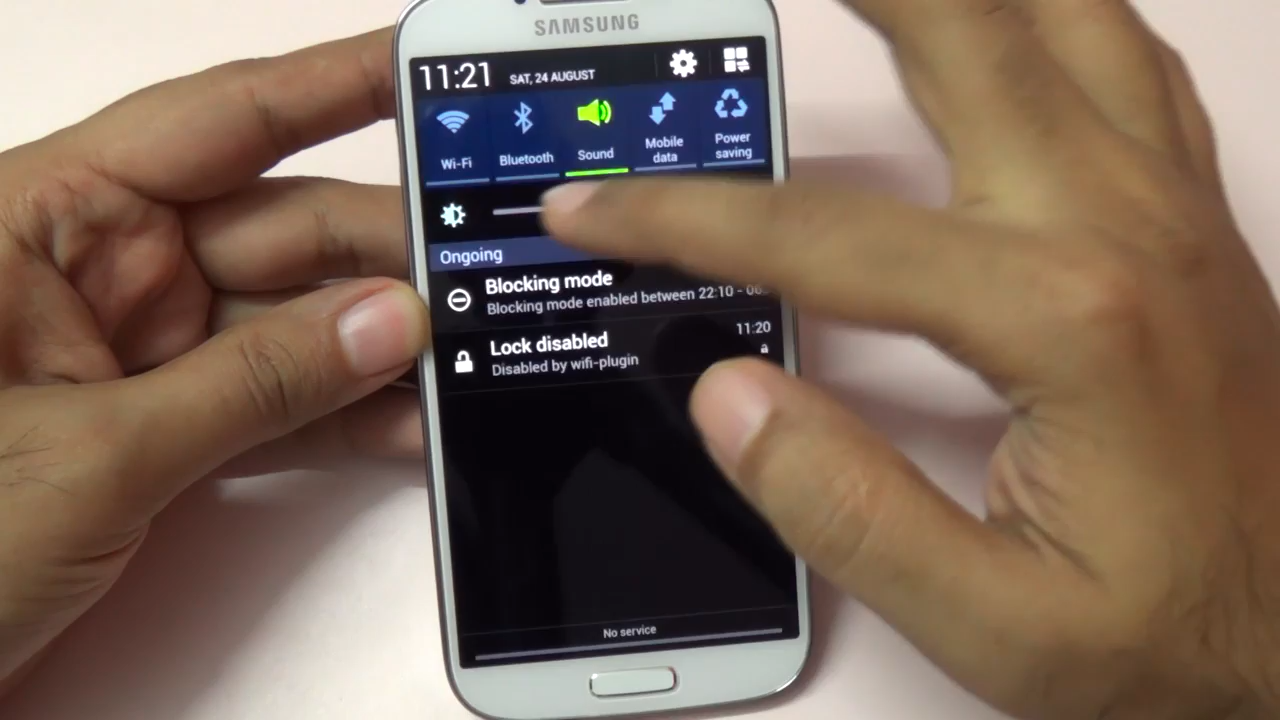 SAMSUNG
11:21 SAT, 24 AUGUST
Wi-Fi
Bluetooth
Sound
Mobile
data
Power
saving
Ongoing
Blocking mode
Blocking mode enabled between 22:10 -
Lock disabled 11:20
Disabled by wifi-plugin a
No service